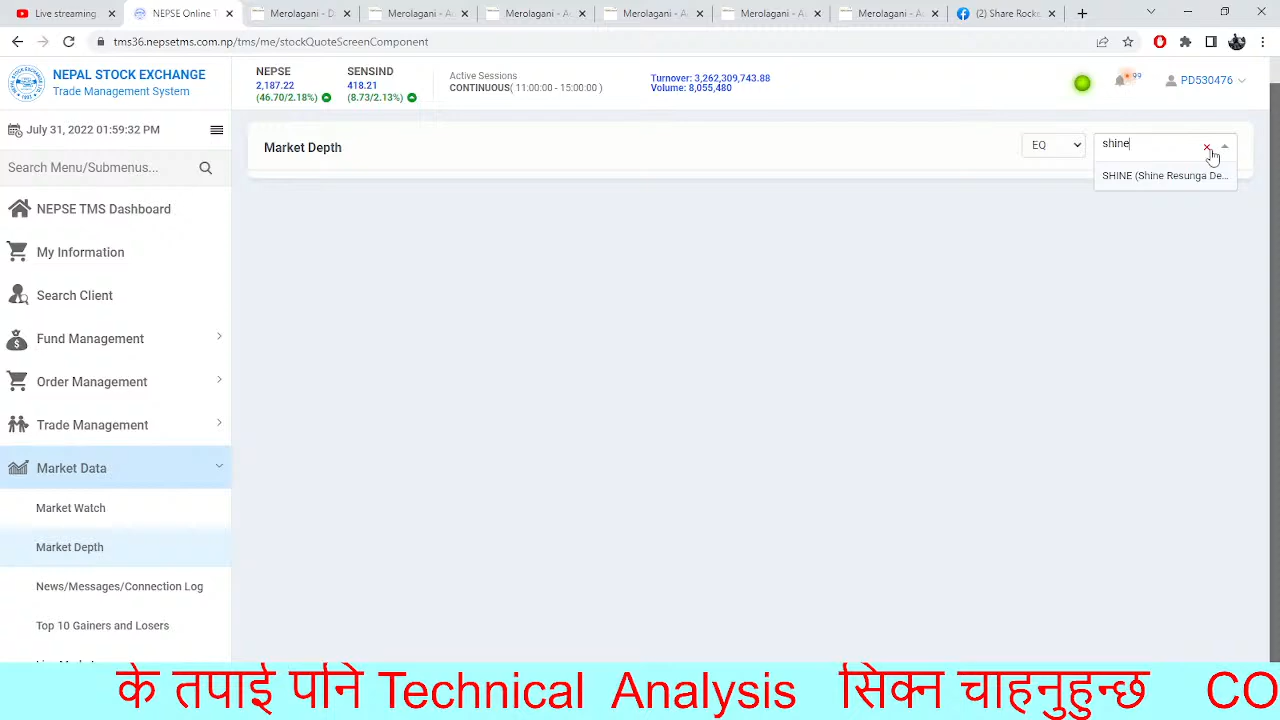 Live streaming
NEPSE Online T
Merolagani - D
Merolagani - Ac
Merolagani - Ac
Merolagani - A
Merolagani - A
Merolagani - A
(2) Share Rocke
tms36.nepsetms.com.np/tms/me/stockQuoteScreenComponent
NEPAL STOCK EXCHANGE
Trade Management System
NEPSE
2,187.22
(46.70/2.18%)
SENSIND
418.21
(8.73/2.13%)
Active Sessions
CONTINUOUS( 11:00:00 - 15:00:00 )
Turnover: 3,262,309,743.88
Volume: 8,055,480
99
PD530476
July 31, 2022 01:59:32 PM
Search Menu/Submenus...
NEPSE TMS Dashboard
My Information
Search Client
Fund Management
Order Management
Trade Management
Market Data
Market Watch
Market Depth
News/Messages/Connection Log
Top 10 Gainers and Losers
Market Depth
EQ
shine
SHINE (Shine Resunga De...
के तपाई पनि Technical Analysis सिक्न चाहनुहुन्छ CO